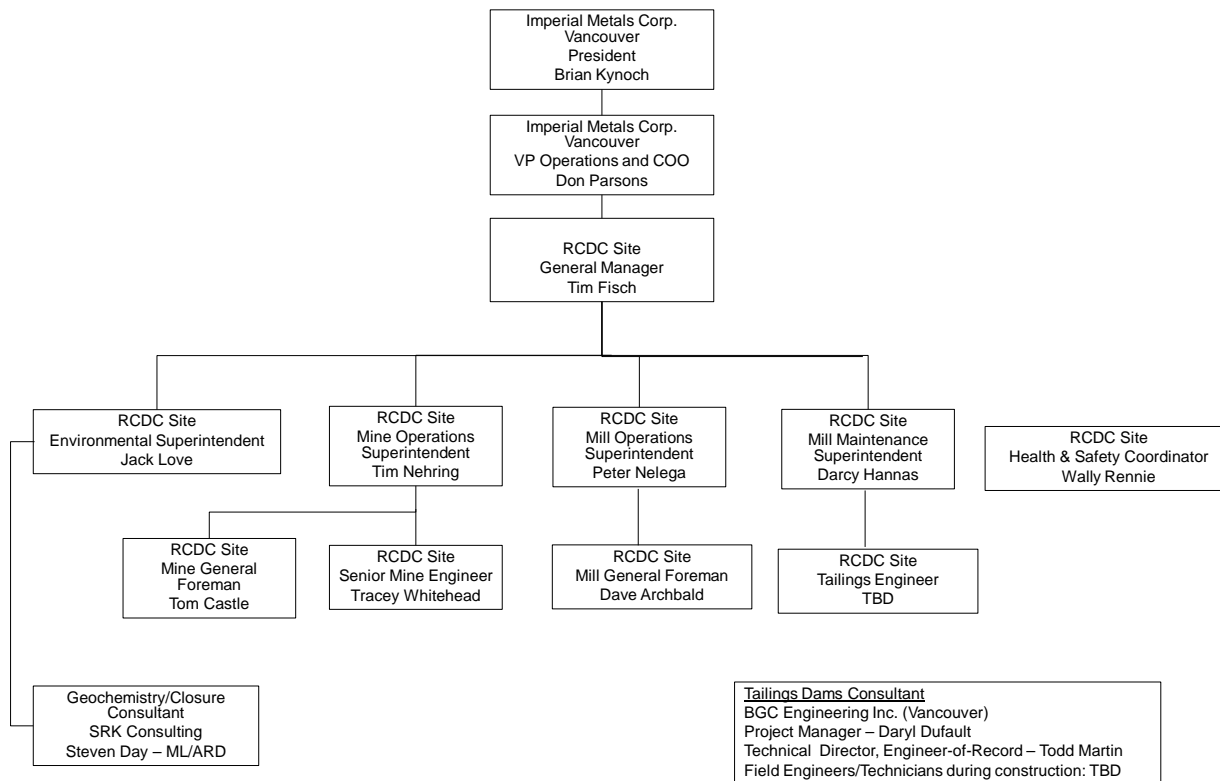 Imperial Metals Corp.
Vancouver
President
Brian Kynoch
Imperial Metals Corp.
Vancouver
VP Operations and COO
Don Parsons
RCDC Site
General Manager
Tim Fisch
RCDC Site
Environmental Superintendent
Jack Love
RCDC Site
Mine Operations
Superintendent
Tim Nehring
RCDC Site
Mill Operations
Superintendent
Peter Nelega
RCDC Site
Mill Maintenance
Superintendent
Darcy Hannas
RCDC Site
Health & Safety Coordinator
Wally Rennie
RCDC Site
Mine General
Foreman
Tom Castle
RCDC Site
Senior Mine Engineer
Tracey Whitehead
RCDC Site
Mill General Foreman
Dave Archbald
RCDC Site
Tailings Engineer
TBD
Geochemistry/Closure
Consultant
SRK Consulting
Steven Day – ML/ARD
Tailings Dams Consultant
BGC Engineering Inc. (Vancouver)
Project Manager – Daryl Dufault
Technical Director, Engineer-of-Record – Todd Martin
Field Engineers/Technicians during construction: TBD